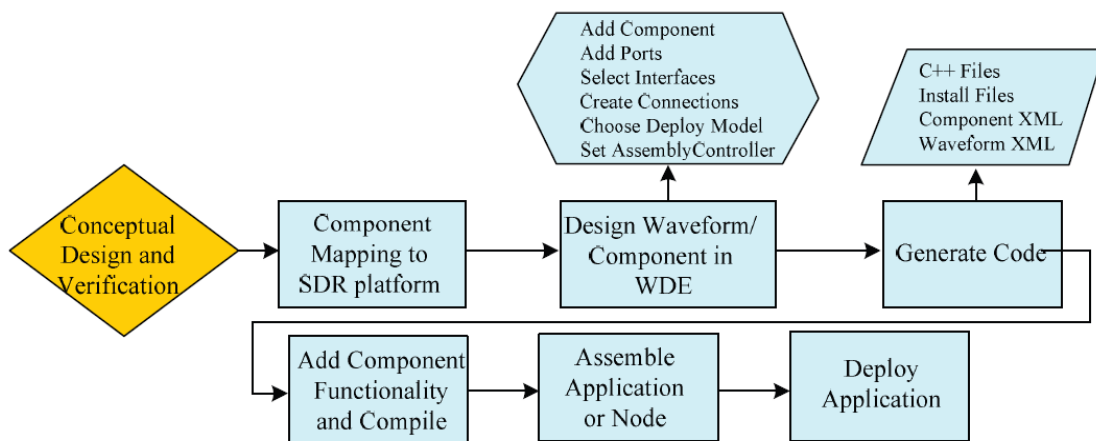 Add Component
Add Ports
Select Interfaces
Create Connections
Choose Deploy Model
Set AssemblyController
C++ Files
Install Files
Component XML
Waveform XML
Conceptual
Design and
Verification
Component
Mapping to
SDR platform
Design Waveform/
Component in
WDE
Generate Code
Add Component
Functionality
and Compile
Assemble
Application
or Node
Deploy
Application